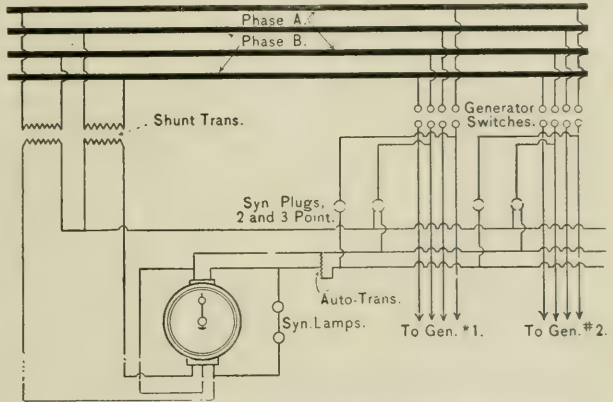 Phase A.
Phase B.
Shunt Trans.
Generator
Switches.
Syn Plugs,
2 and 3 Point.
Auto-Trans.
Syn. Lamps.
To Gen. #1.
To Gen. #2.